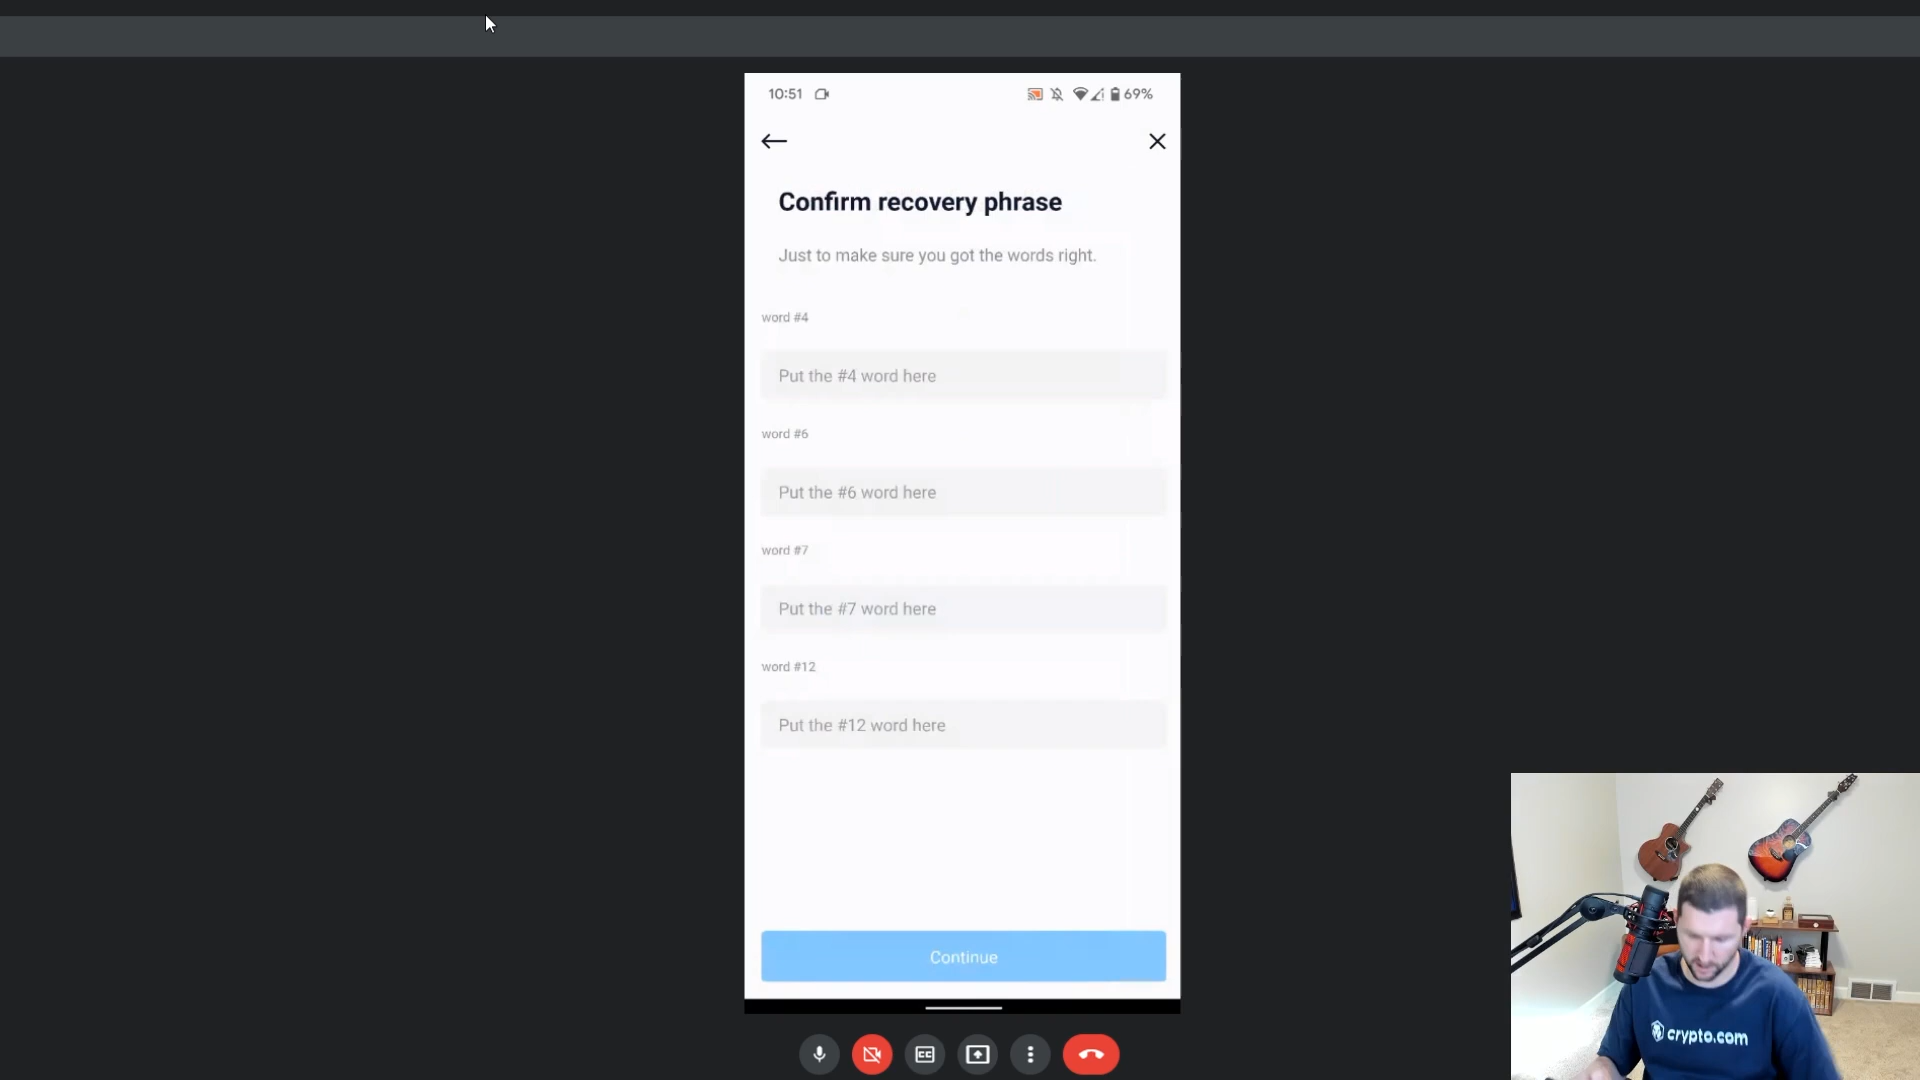 10:51
69%
Confirm recovery phrase
Just to make sure you got the words right.
word #4
Put the #4 word here
word #6
Put the #6 word here
word #7
Put the #7 word here
word #12
Put the #12 word here
Continue
CC
crypto.com